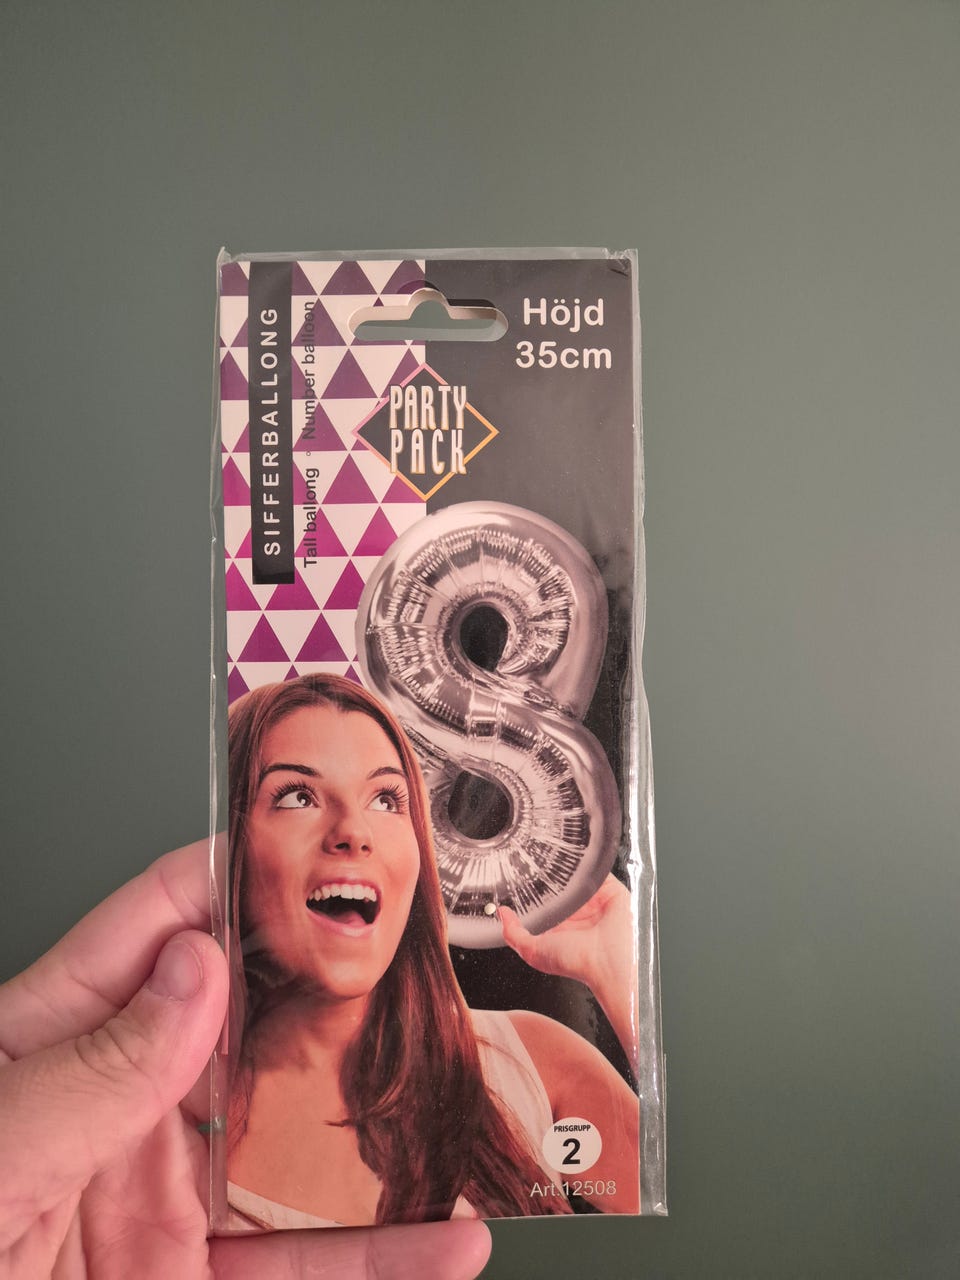 SIFFERBALLONG
Tall ballong ° Number balloon
Höjd
35cm
PARTY
PACK
PRISGRUPP
2
Art.12508